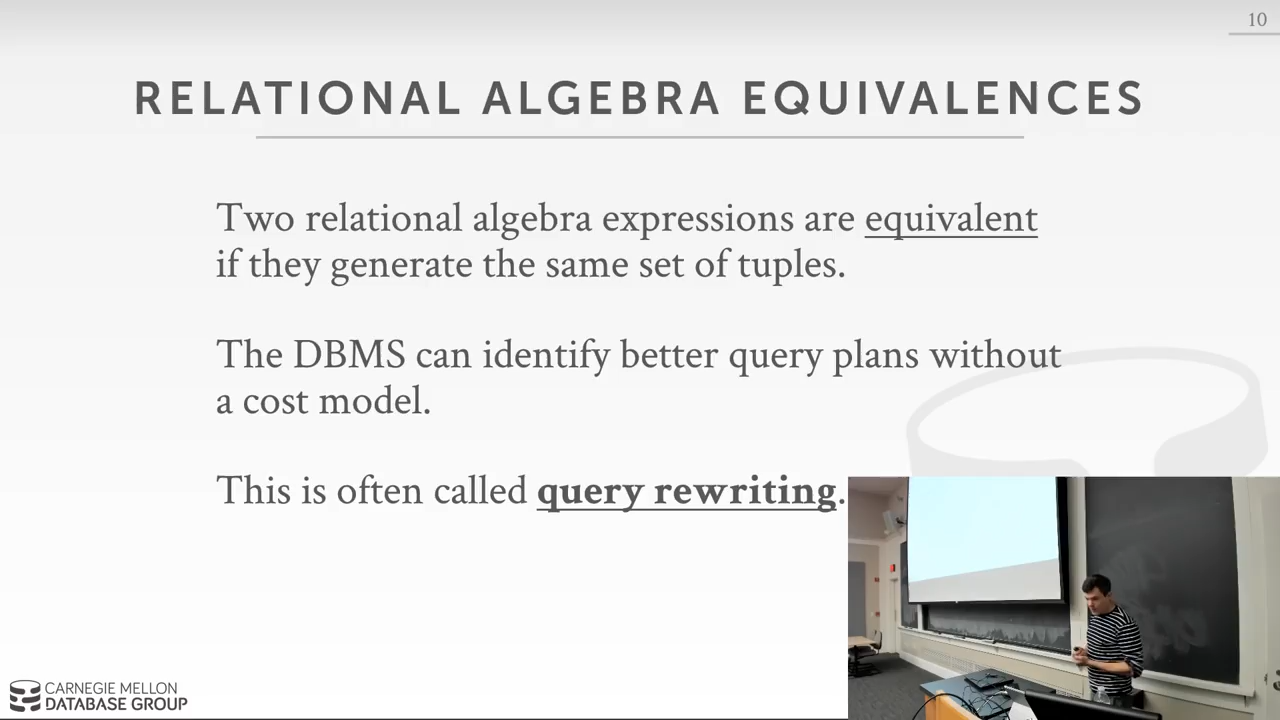 10
RELATIONAL ALGEBRA EQUIVALENCES
Two relational algebra expressions are equivalent
if they generate the same set of tuples.
The DBMS can identify better query plans without
a cost model.
This is often called query rewriting.
CARNEGIE MELLON
DATABASE GROUP